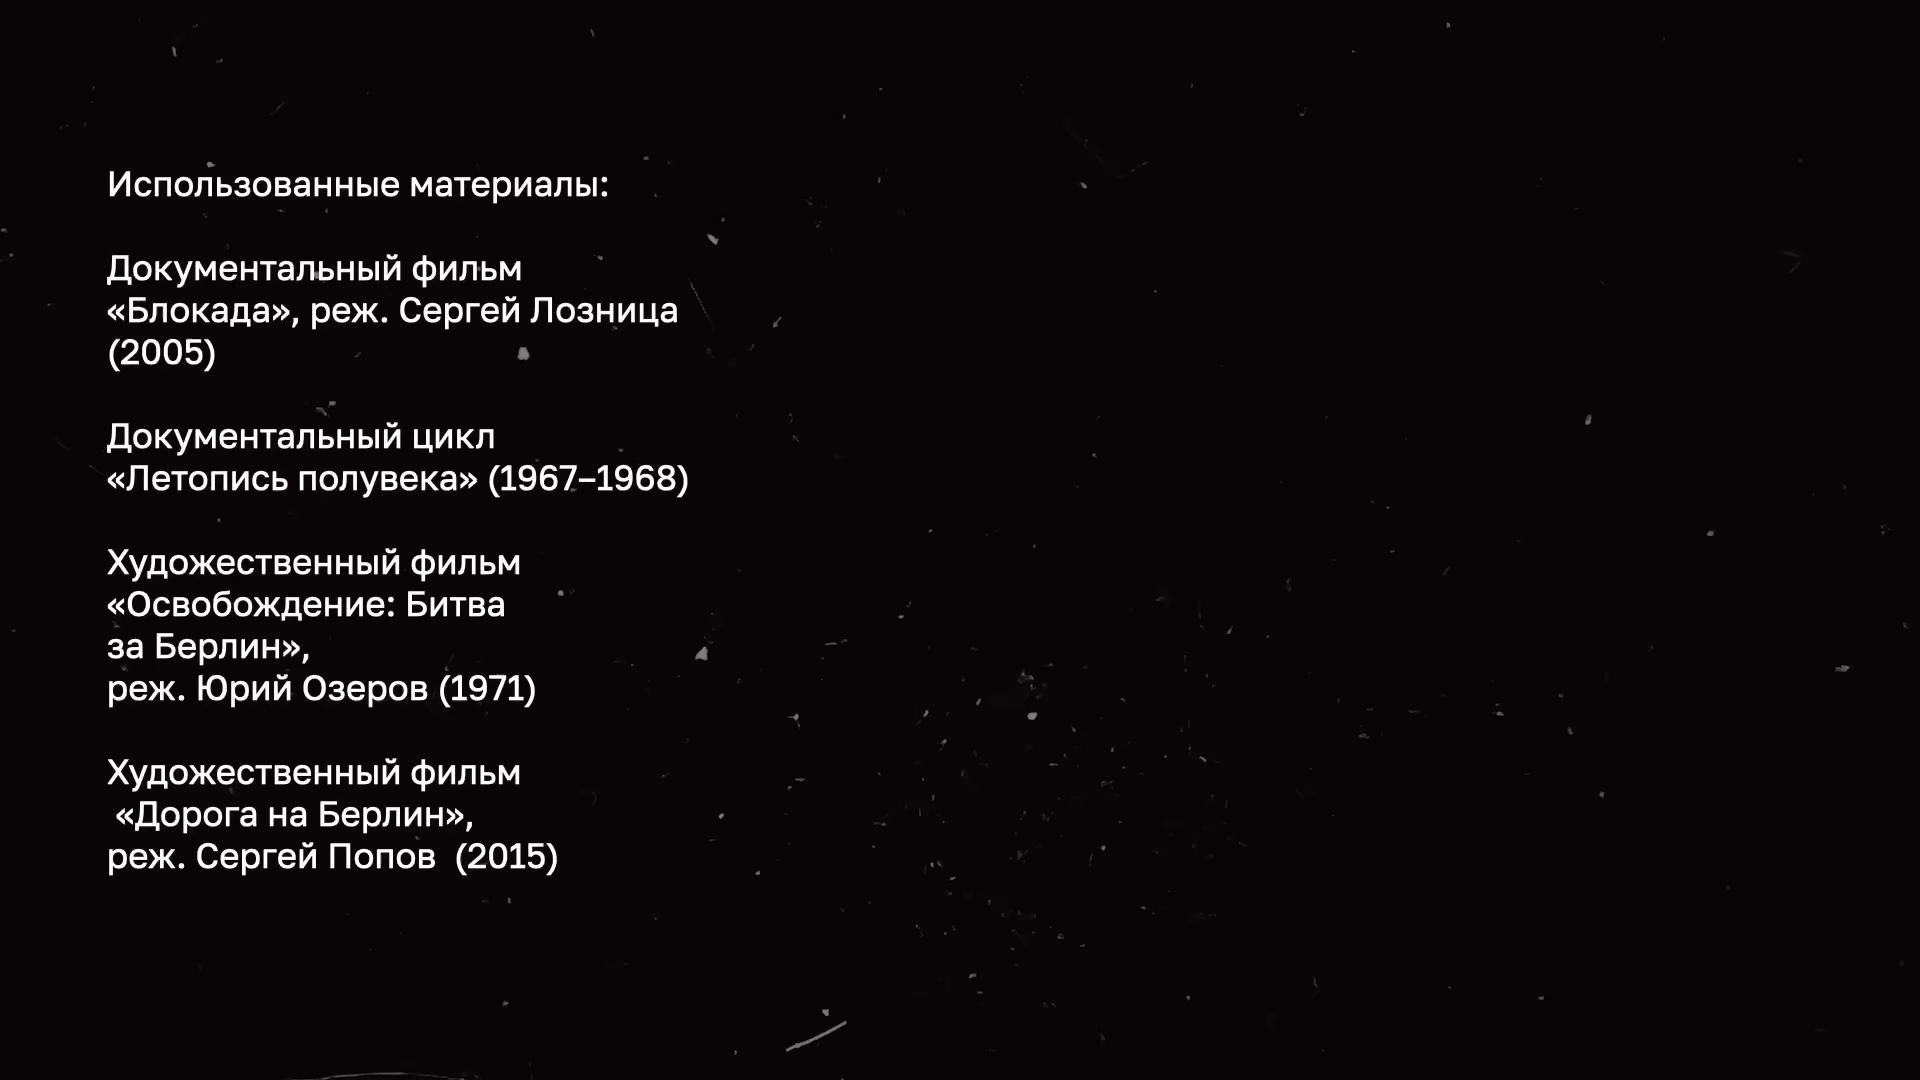 Использованные материалы:
Документальный фильм
«Блокада», реж. Сергей Лозница
(2005)
Документальный цикл
«Летопись полувека» (1967–1968)
Художественный фильм
«Освобождение: Битва
за Берлин»,
реж. Юрий Озеров (1971)
Художественный фильм
«Дорога на Берлин»,
реж. Сергей Попов (2015)